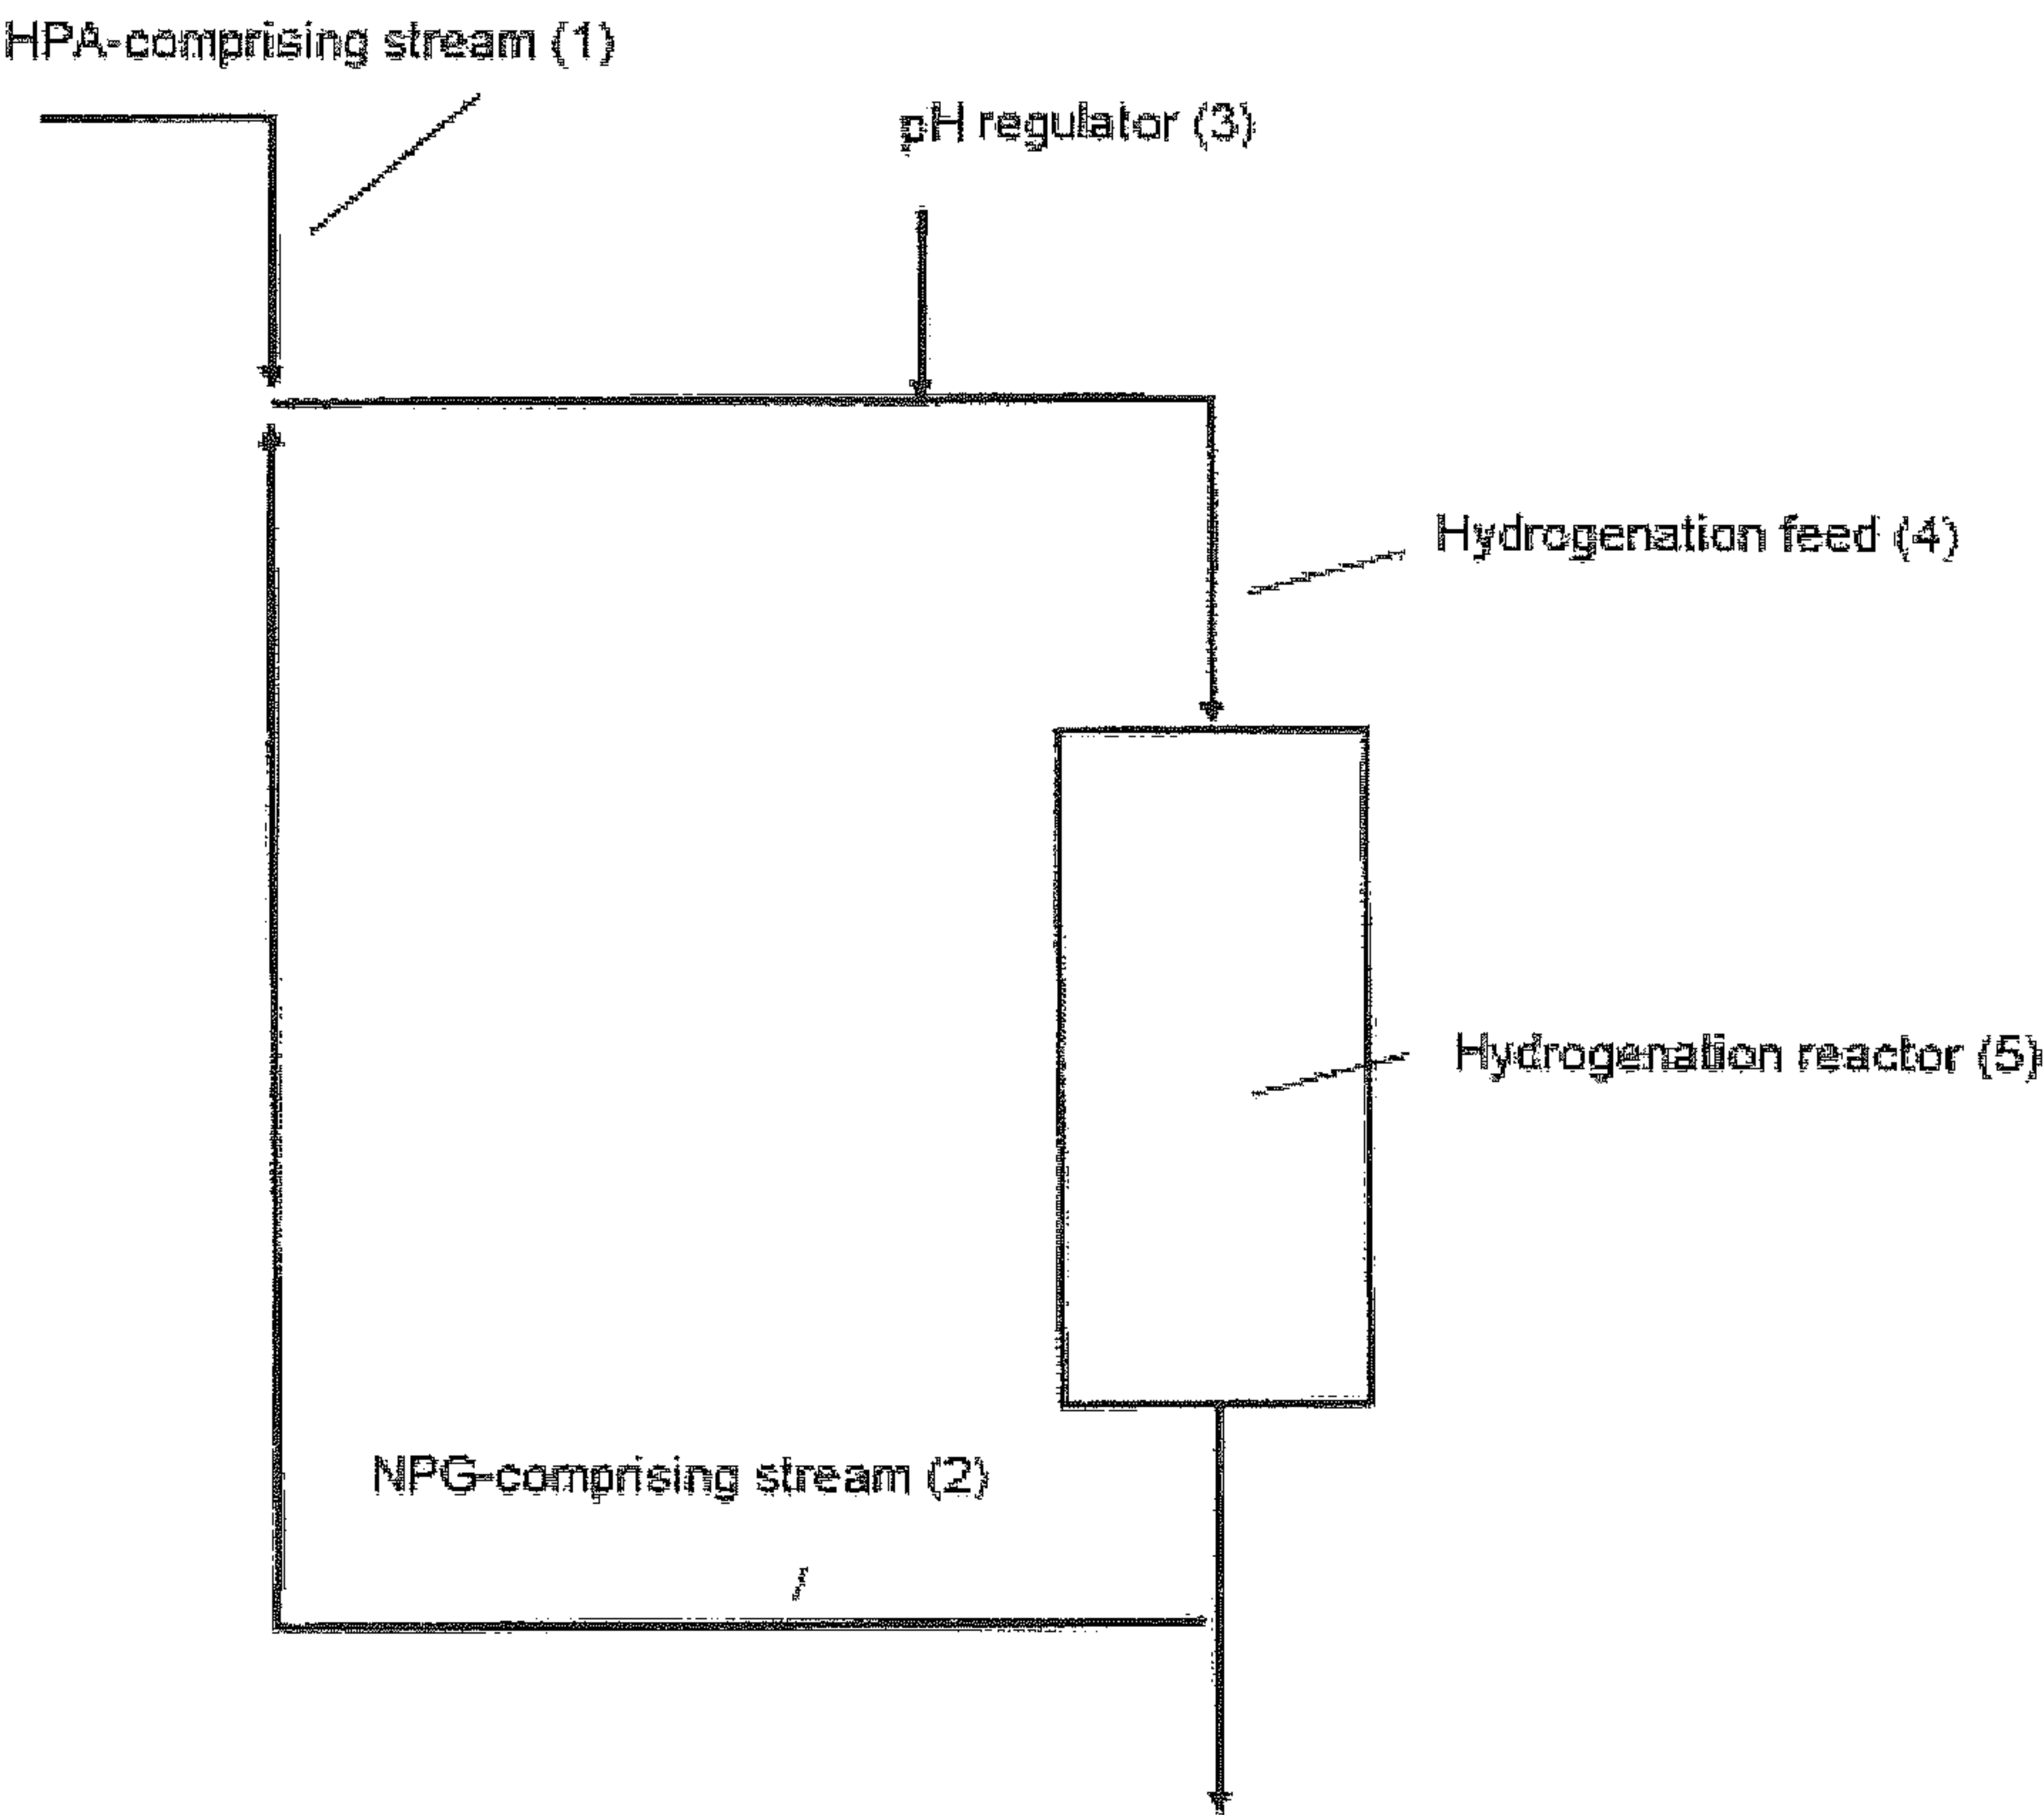 HPA-comprising stream (1)
pH regulator (3)
Hydrogenation feed (4)
Hydrogenation reactor (5)
NPG-comprising stream (2)